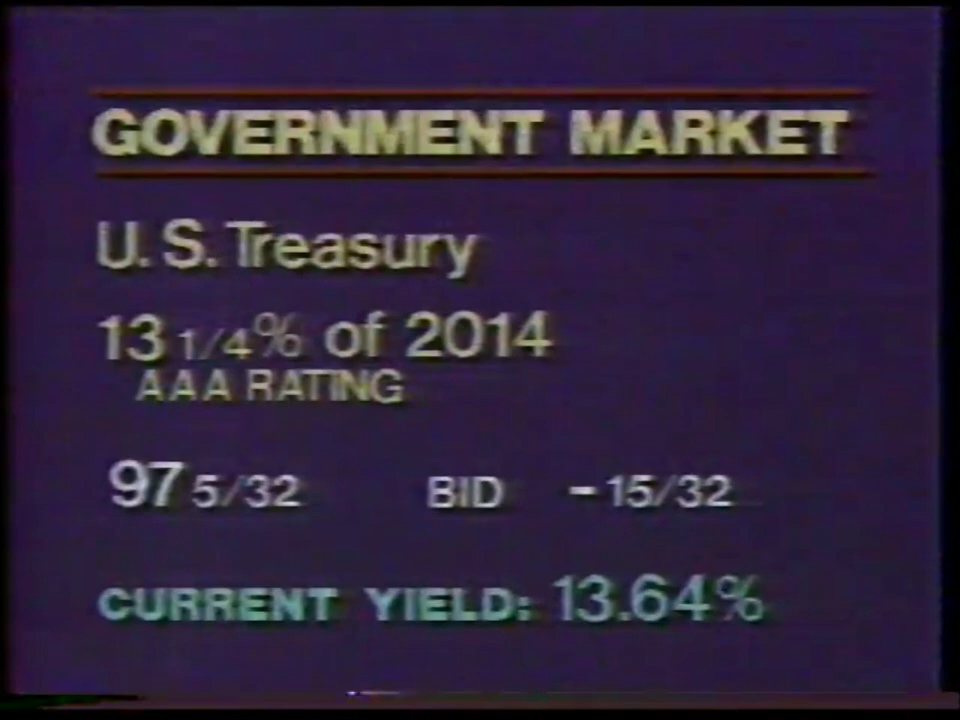 GOVERNMENT MARKET
U.S. Treasury
13 1/4% of 2014
AAA RATING
97 5/32 BID -15/32
CURRENT YIELD: 13.64%